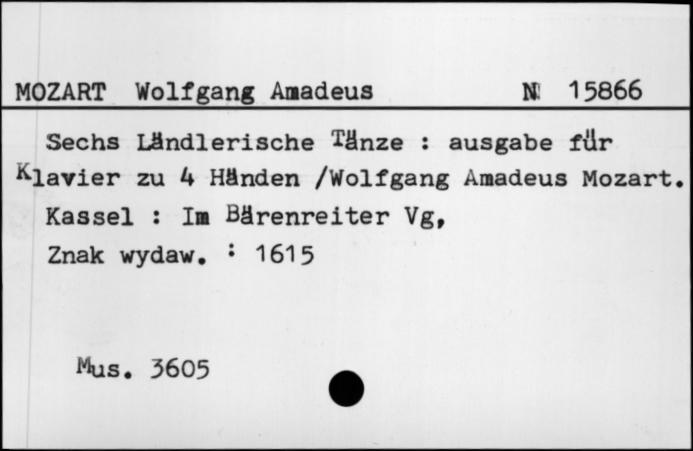 MOZART Wolfgang Amadeus N 15866
Sechs Ländlerische Tänze : ausgabe für
Klavier zu 4 Händen /Wolfgang Amadeus Mozart.
Kassel : Im Bärenreiter Vg,
Znak wydaw. : 1615
Mus. 3605